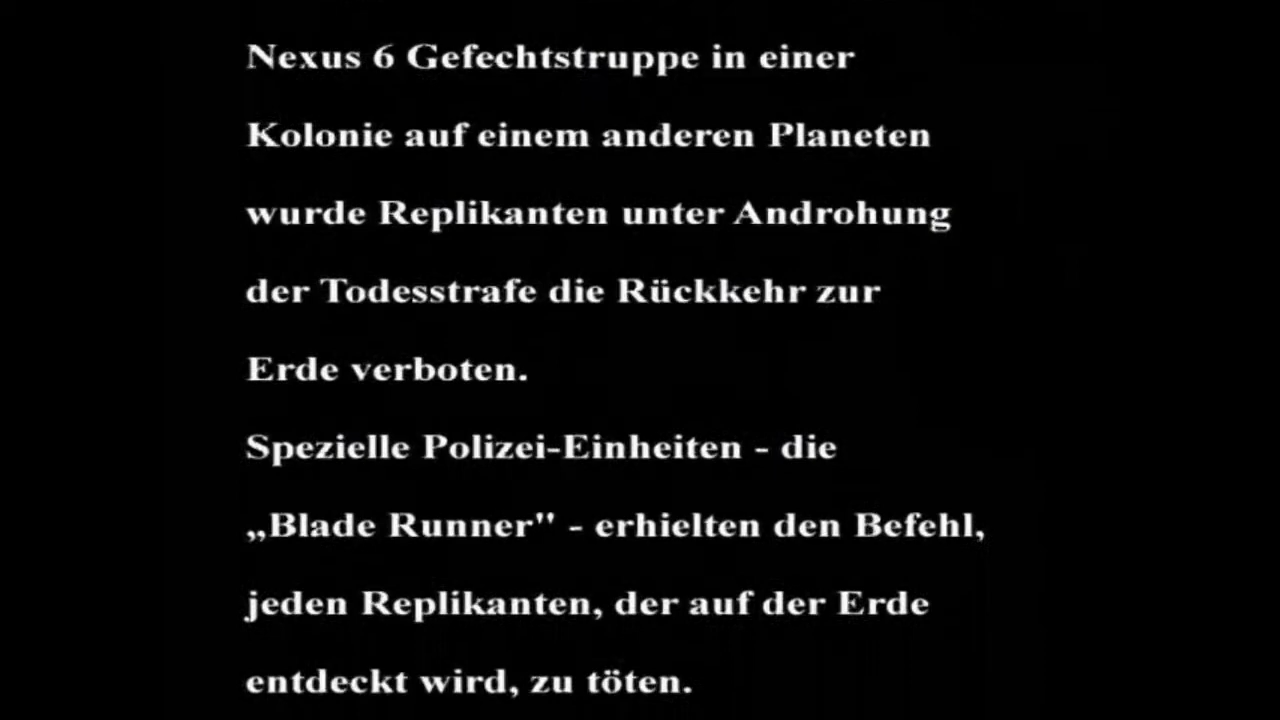 Nexus 6 Gefechtstruppe in einer
Kolonie auf einem anderen Planeten
wurde Replikanten unter Androhung
der Todesstrafe die Rückkehr zur
Erde verboten.
Spezielle Polizei-Einheiten - die
„Blade Runner" - erhielten den Befehl,
jeden Replikanten, der auf der Erde
entdeckt wird, zu töten.